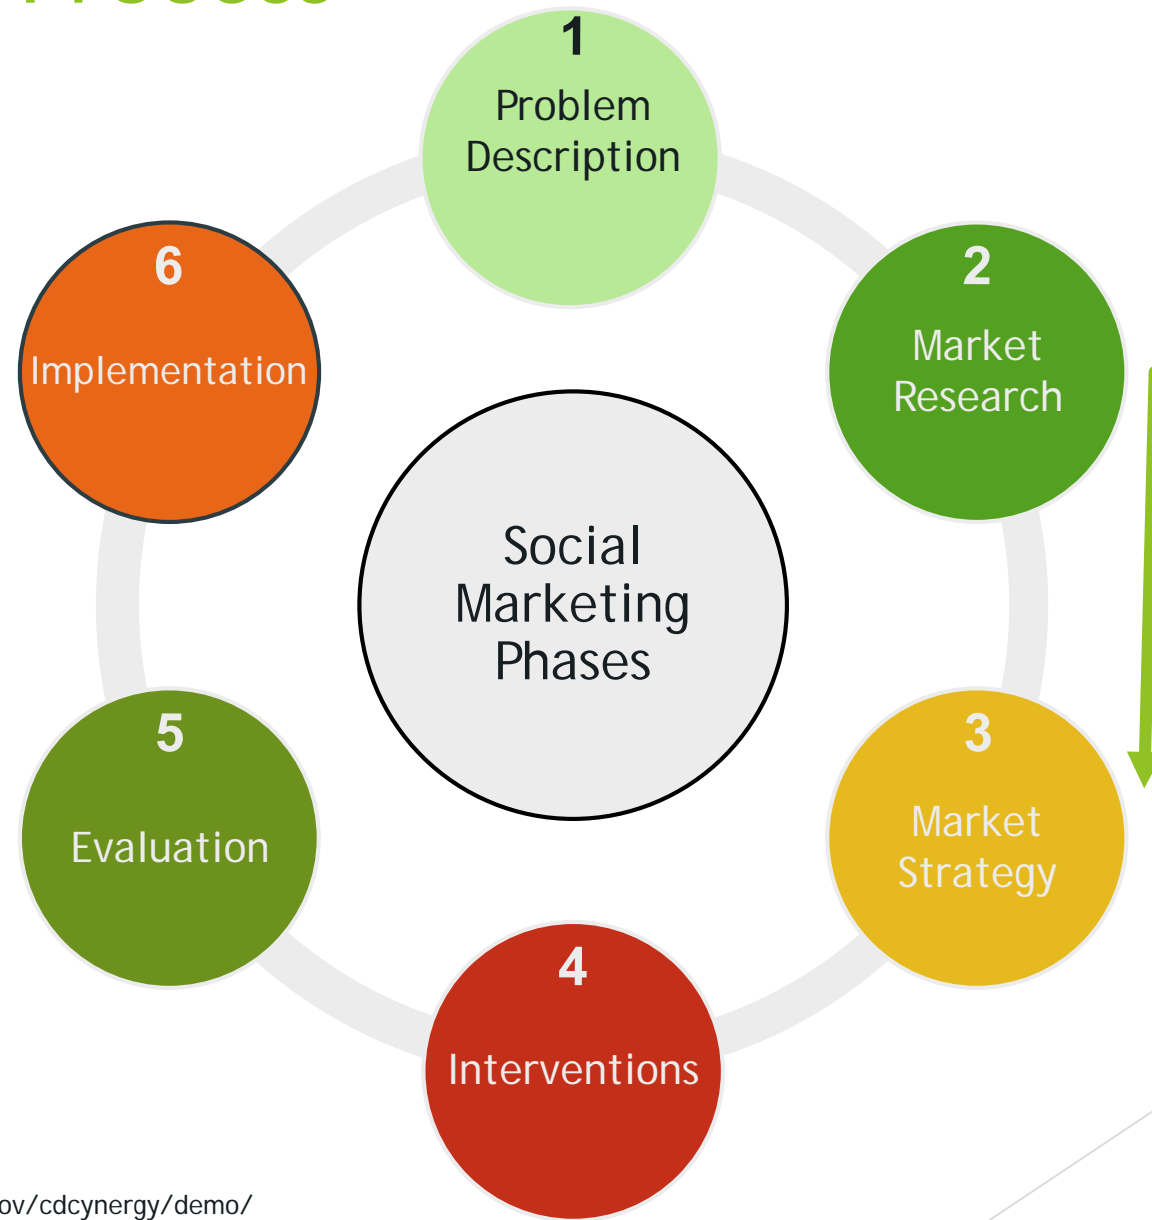 Process
1
Problem
Description
2
Market
Research
3
Market
Strategy
4
Interventions
5
Evaluation
6
Implementation
Social
Marketing
Phases
ov/cdcynergy/demo/